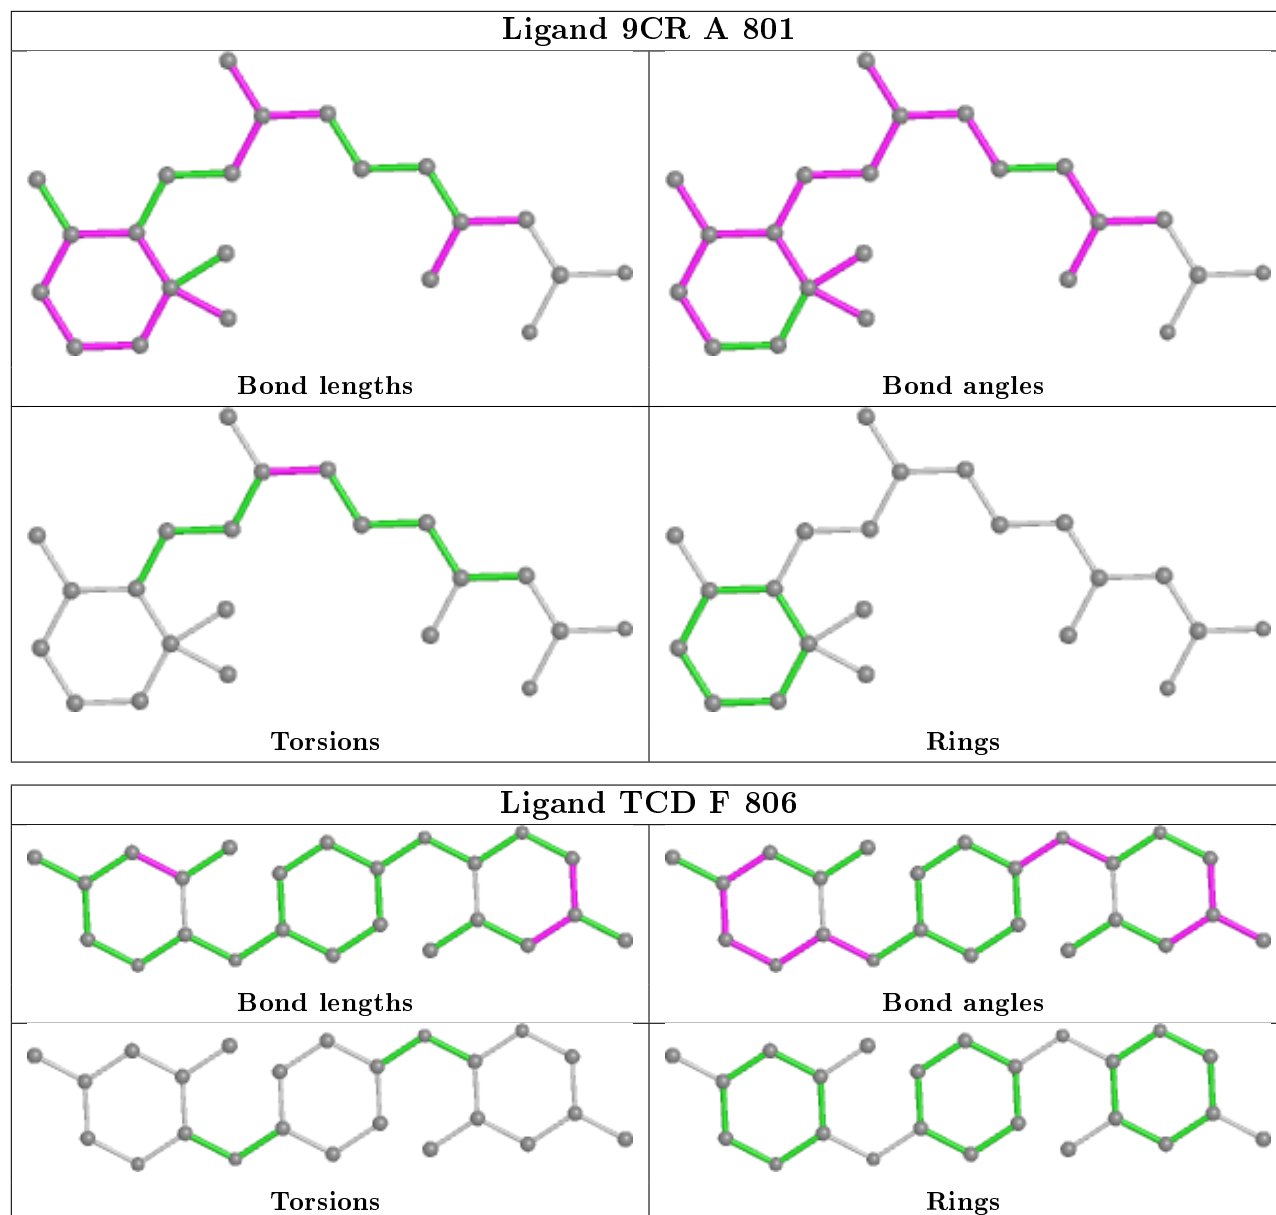 Ligand 9CR A 801
Bond lengths
Bond angles
Torsions
Rings
Ligand TCD F 806
Bond lengths
Bond angles
Torsions
Rings